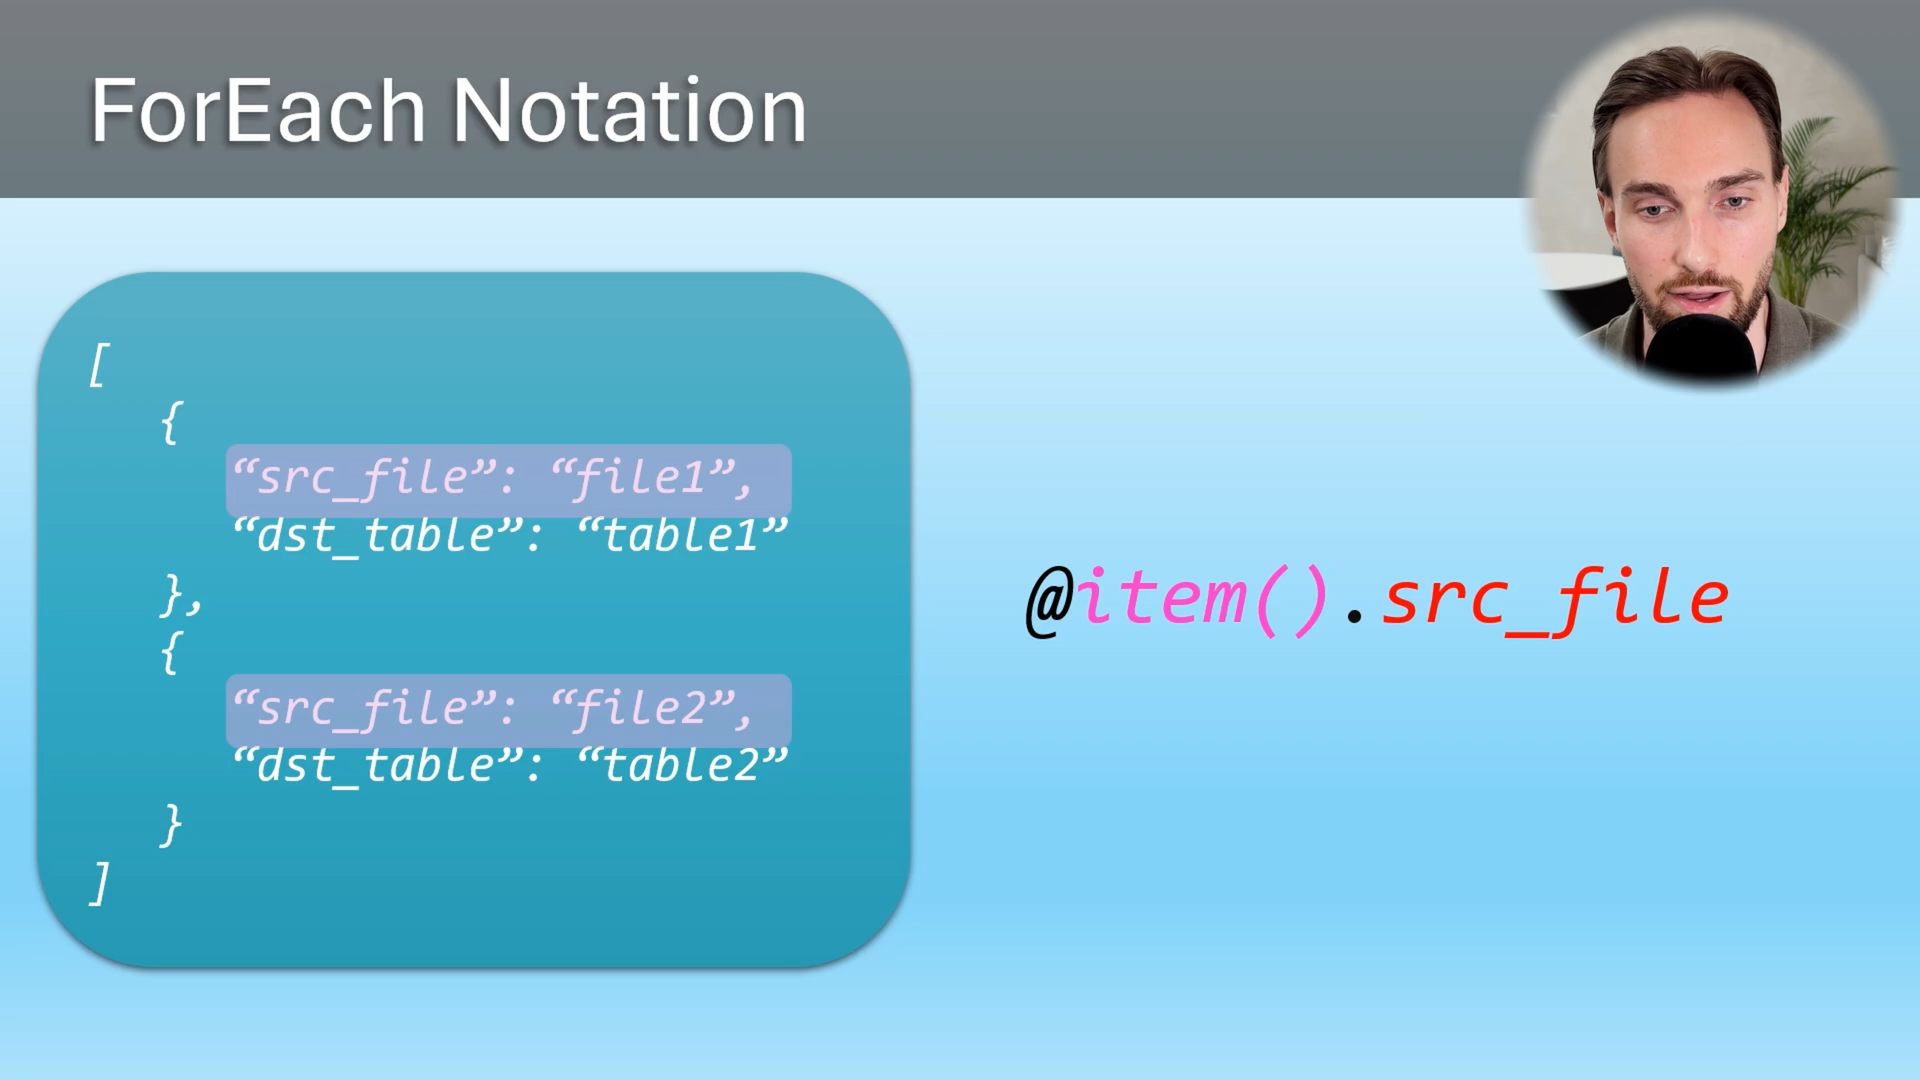 ForEach Notation
[
{
“src_file”: “file1”,
“dst_table”: “table1”
},
{
“src_file”: “file2”,
“dst_table”: “table2”
}
]
@item().src_file